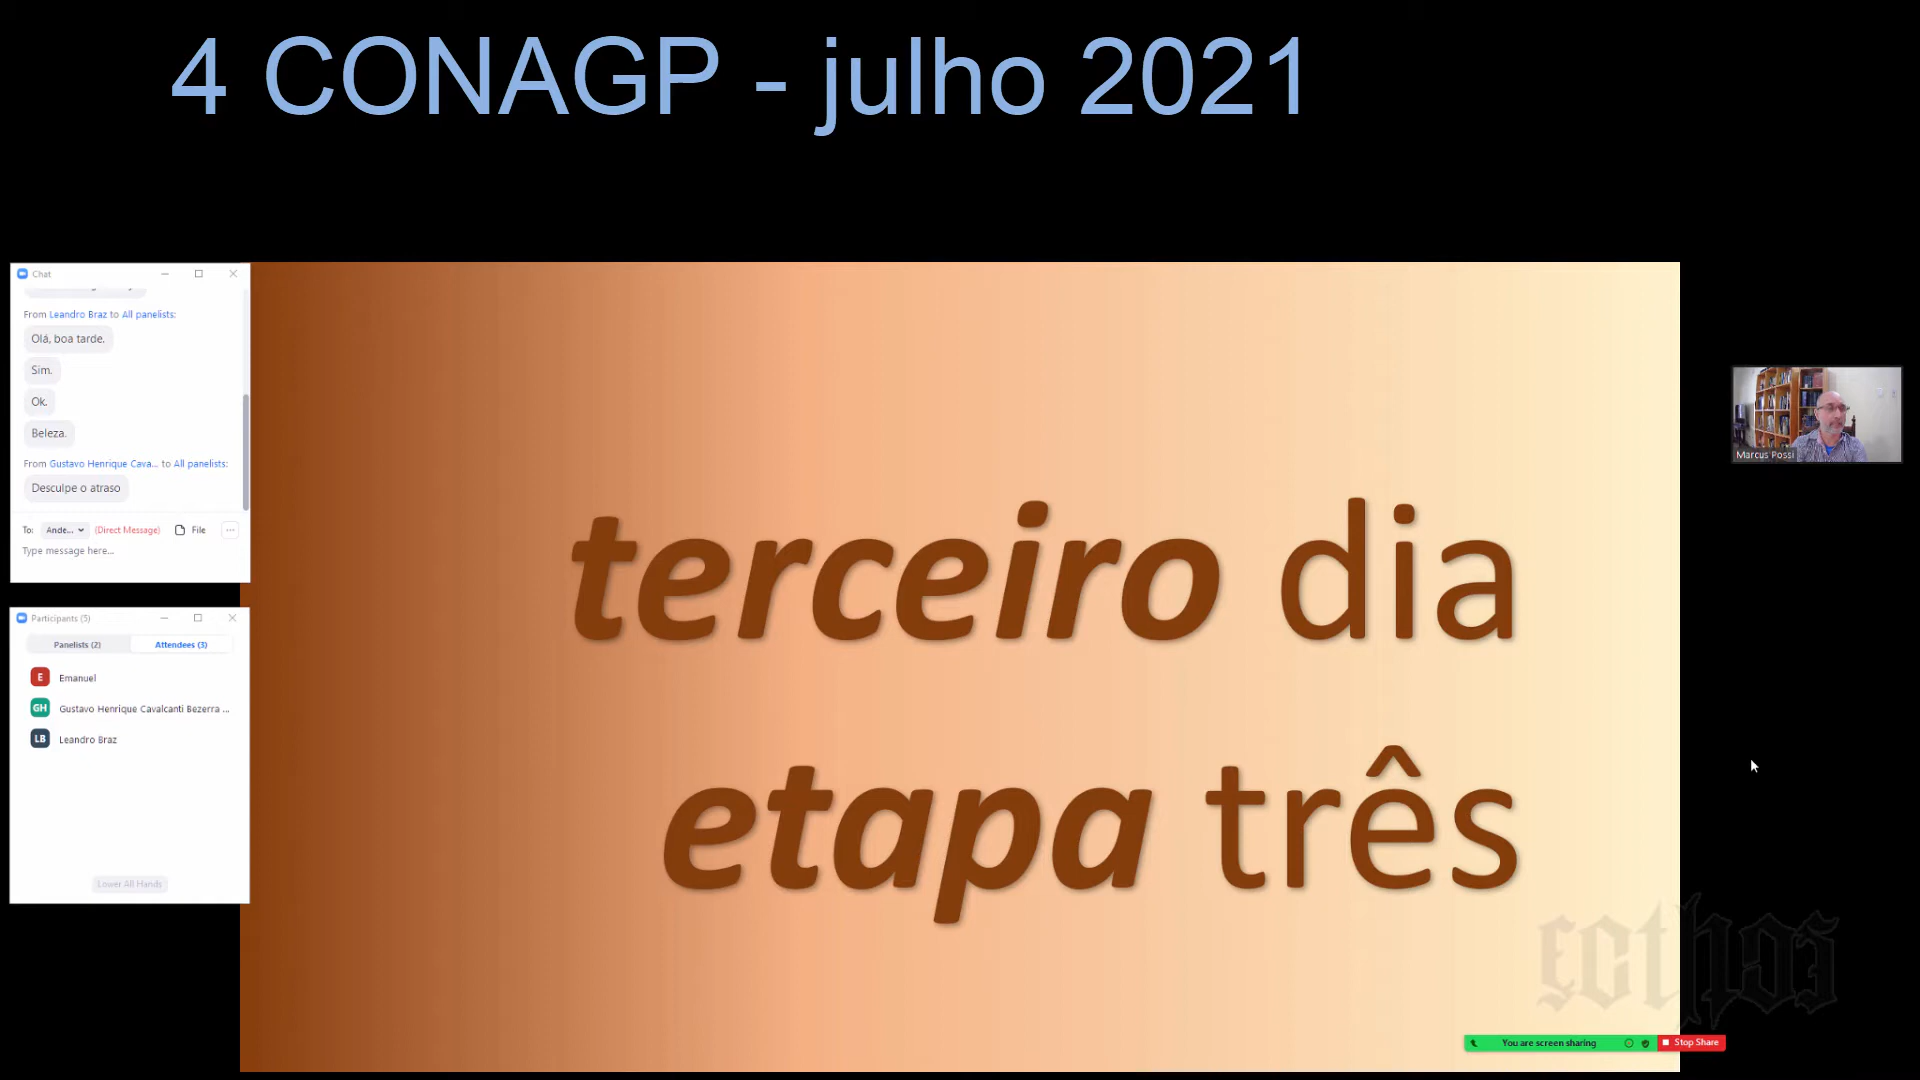 4 CONAGP - julho 2021
Chat
From Leandro Braz to All panelists:
Olá, boa tarde.
Sim.
Ok.
Beleza.
From Gustavo Henrique Cava... to All panelists:
Desculpe o atraso
To: Ande... (Direct Message) File ...
Type message here...
Participants (5)
Panelists (2) Attendees (3)
E Emanuel
GH Gustavo Henrique Cavalcanti Bezerra ...
LB Leandro Braz
Lower All Hands
terceiro dia
etapa três
Marcus Possi
ecthos
You are screen sharing Stop Share